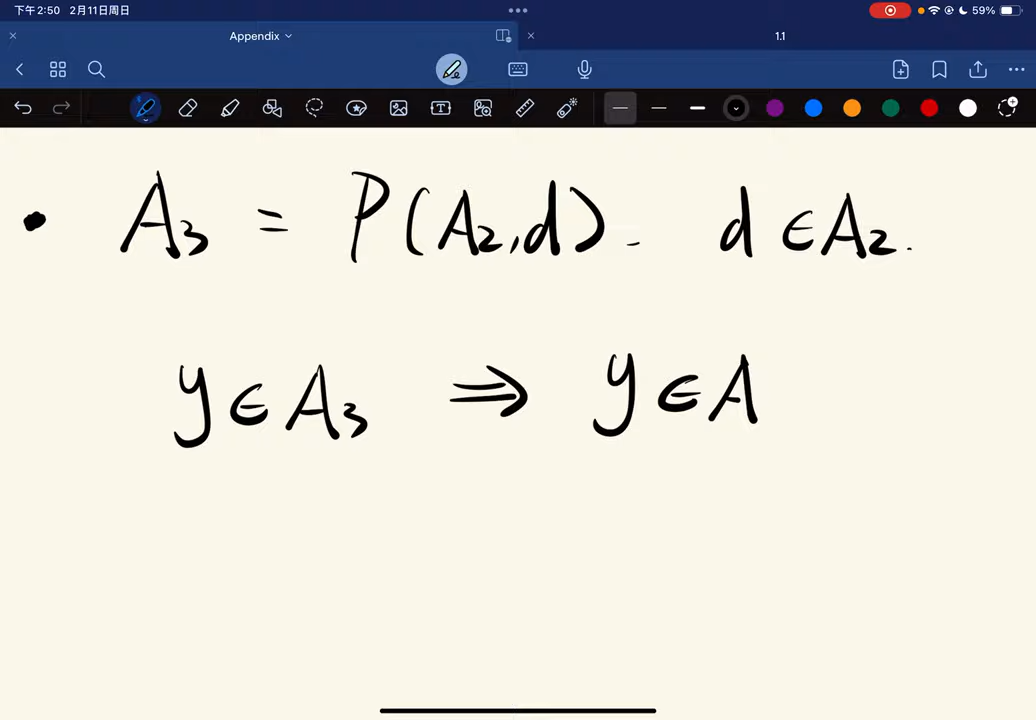 下午2:50 2月11日周日 59%
Appendix 1.1
• A₃ = P(A₂,d). d ∈ A₂.
y ∈ A₃ ⇒ y ∈ A